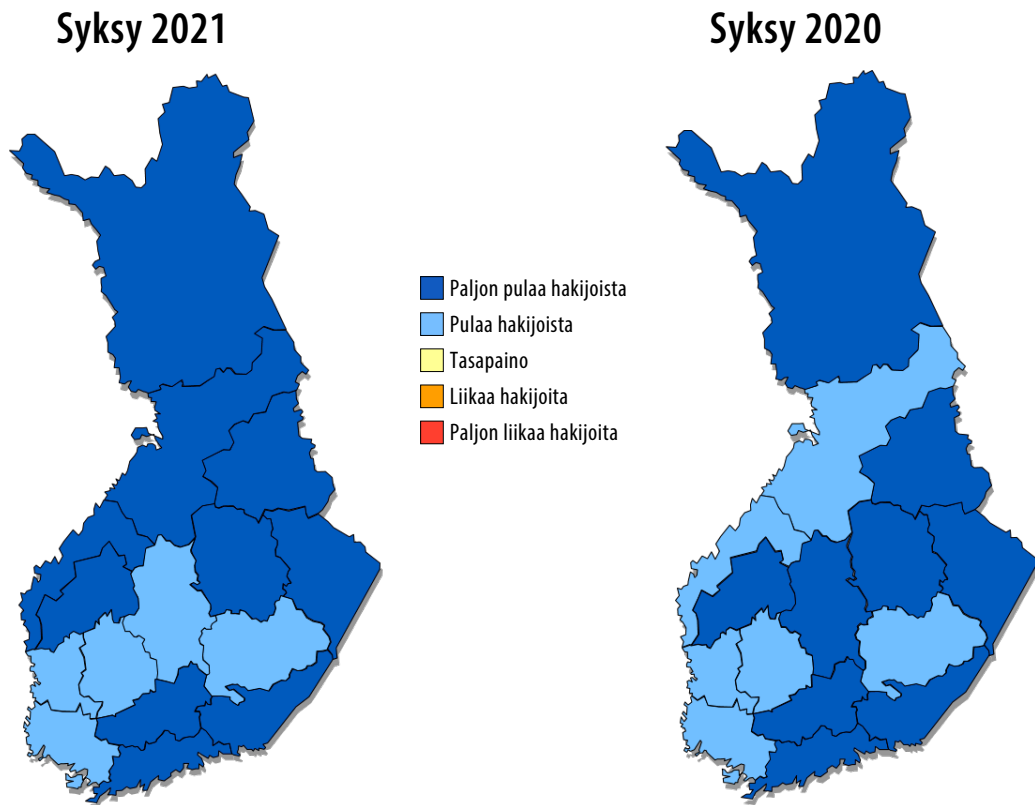 Syksy 2021
Syksy 2020
Paljon pulaa hakijoista
Pulaa hakijoista
Tasapaino
Liikaa hakijoita
Paljon liikaa hakijoita